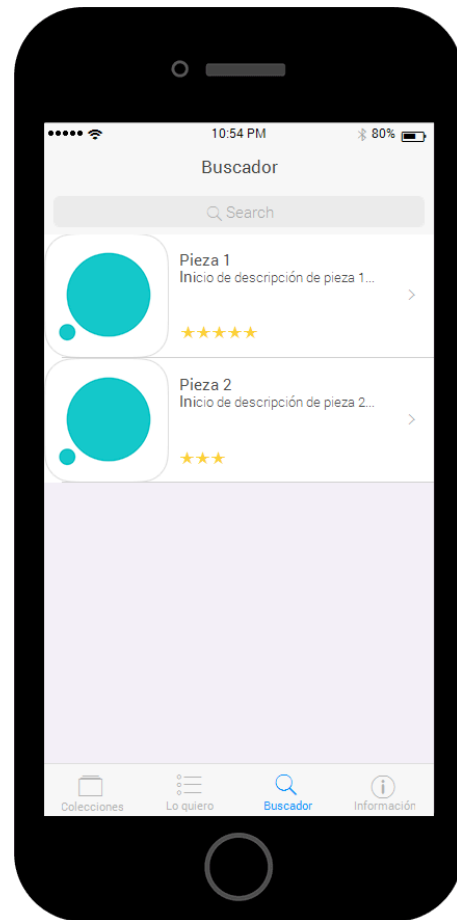 10:54 PM
80%
Buscador
Search
Pieza 1
Inicio de descripción de pieza 1...
Pieza 2
Inicio de descripción de pieza 2...
Colecciones
Lo quiero
Buscador
Información